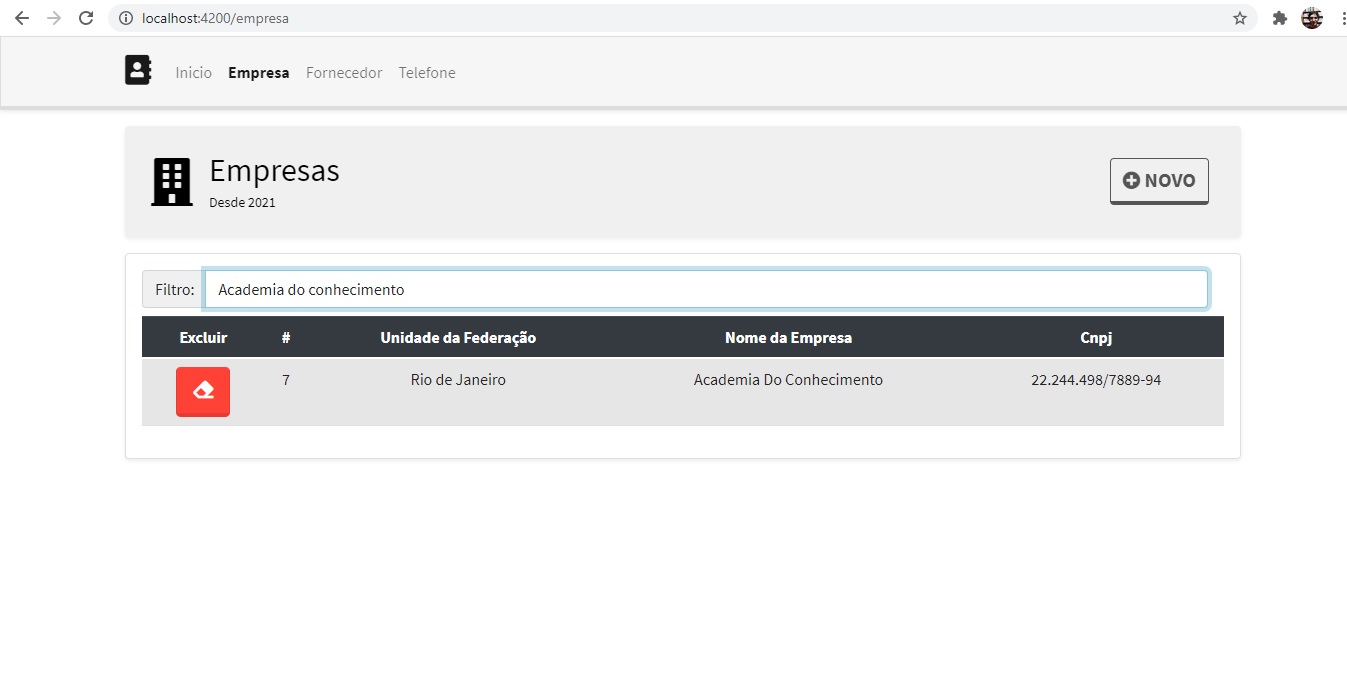 localhost:4200/empresa
Inicio Empresa Fornecedor Telefone
Empresas
Desde 2021
NOVO
Filtro: Academia do conhecimento
Excluir # Unidade da Federação Nome da Empresa Cnpj
7 Rio de Janeiro Academia Do Conhecimento 22.244.498/7889-94